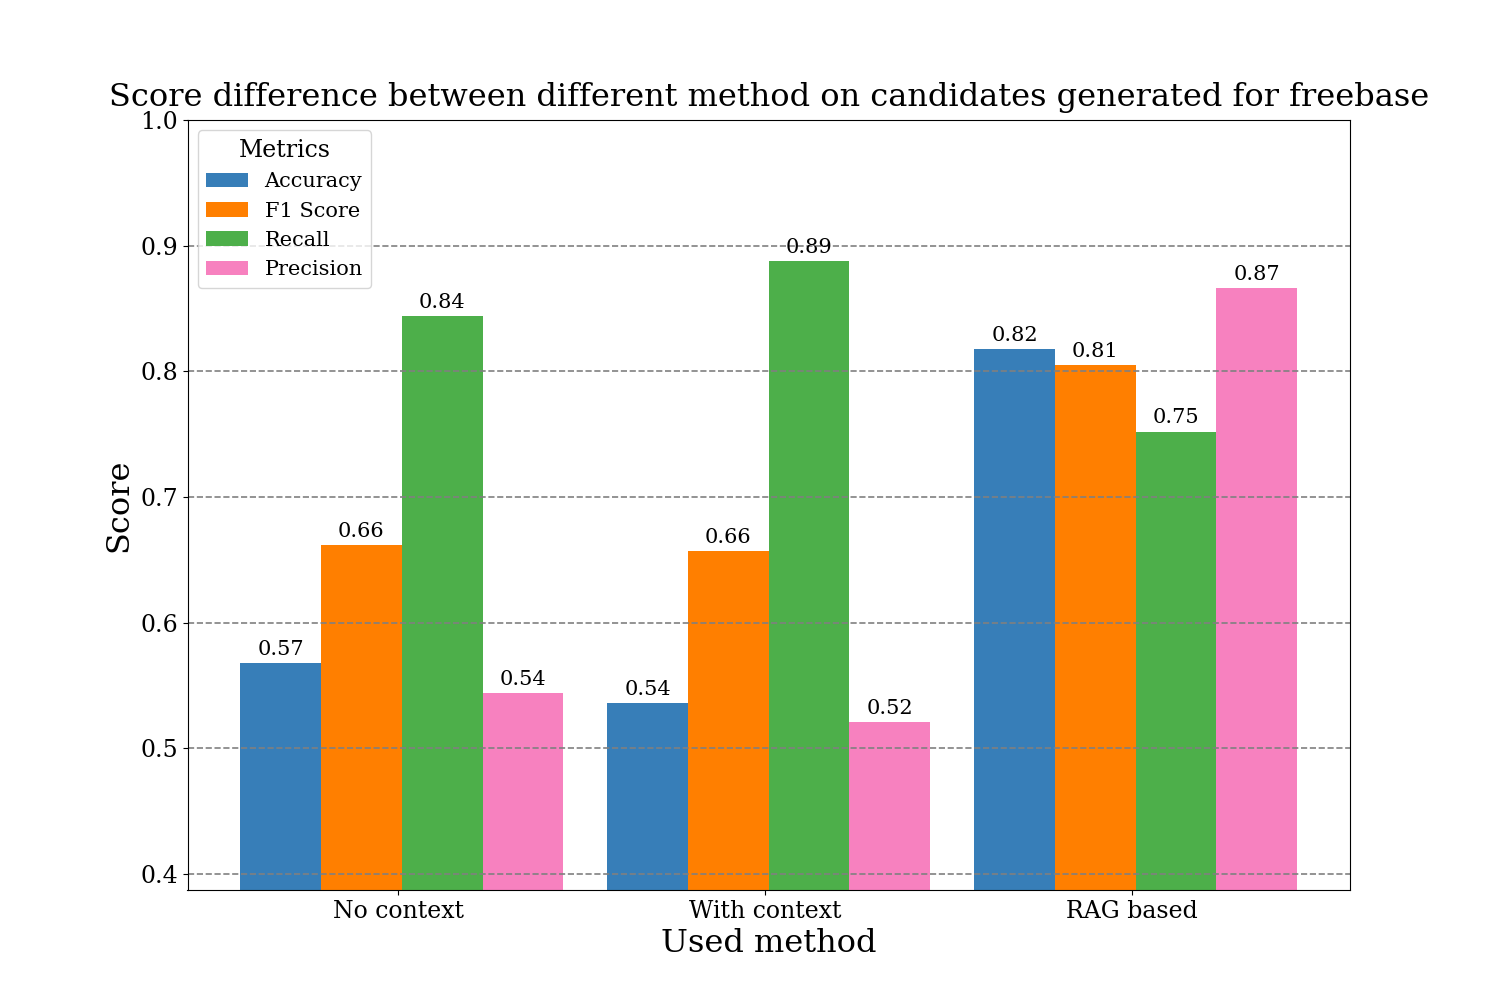 Score difference between different method on candidates generated for freebase
1.0
0.9
0.8
0.7
0.6
0.5
0.4
Score
Metrics
Accuracy
F1 Score
Recall
Precision
0.57
0.66
0.84
0.54
0.54
0.66
0.89
0.52
0.82
0.81
0.75
0.87
No context
With context
RAG based
Used method